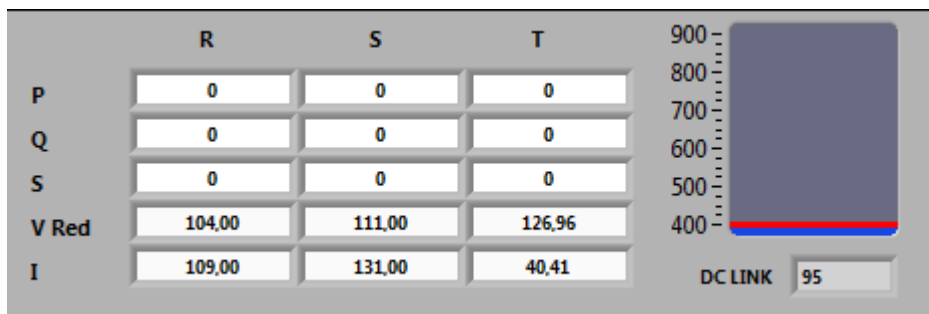 R S T
P 0 0 0
Q 0 0 0
S 0 0 0
V Red 104,00 111,00 126,96
I 109,00 131,00 40,41
900
800
700
600
500
400
DC LINK 95